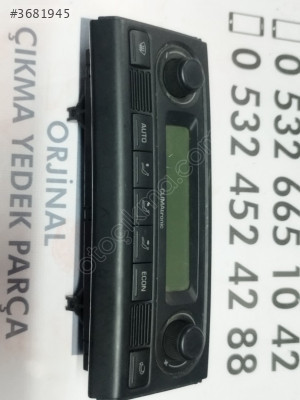 #3681945
ORJİNAL
ÇIKMA YEDEK PARÇA
0 532 665 10 42
0 532 452 42 88
AUTO
ECON
CLIMAtronic
otocikma.com